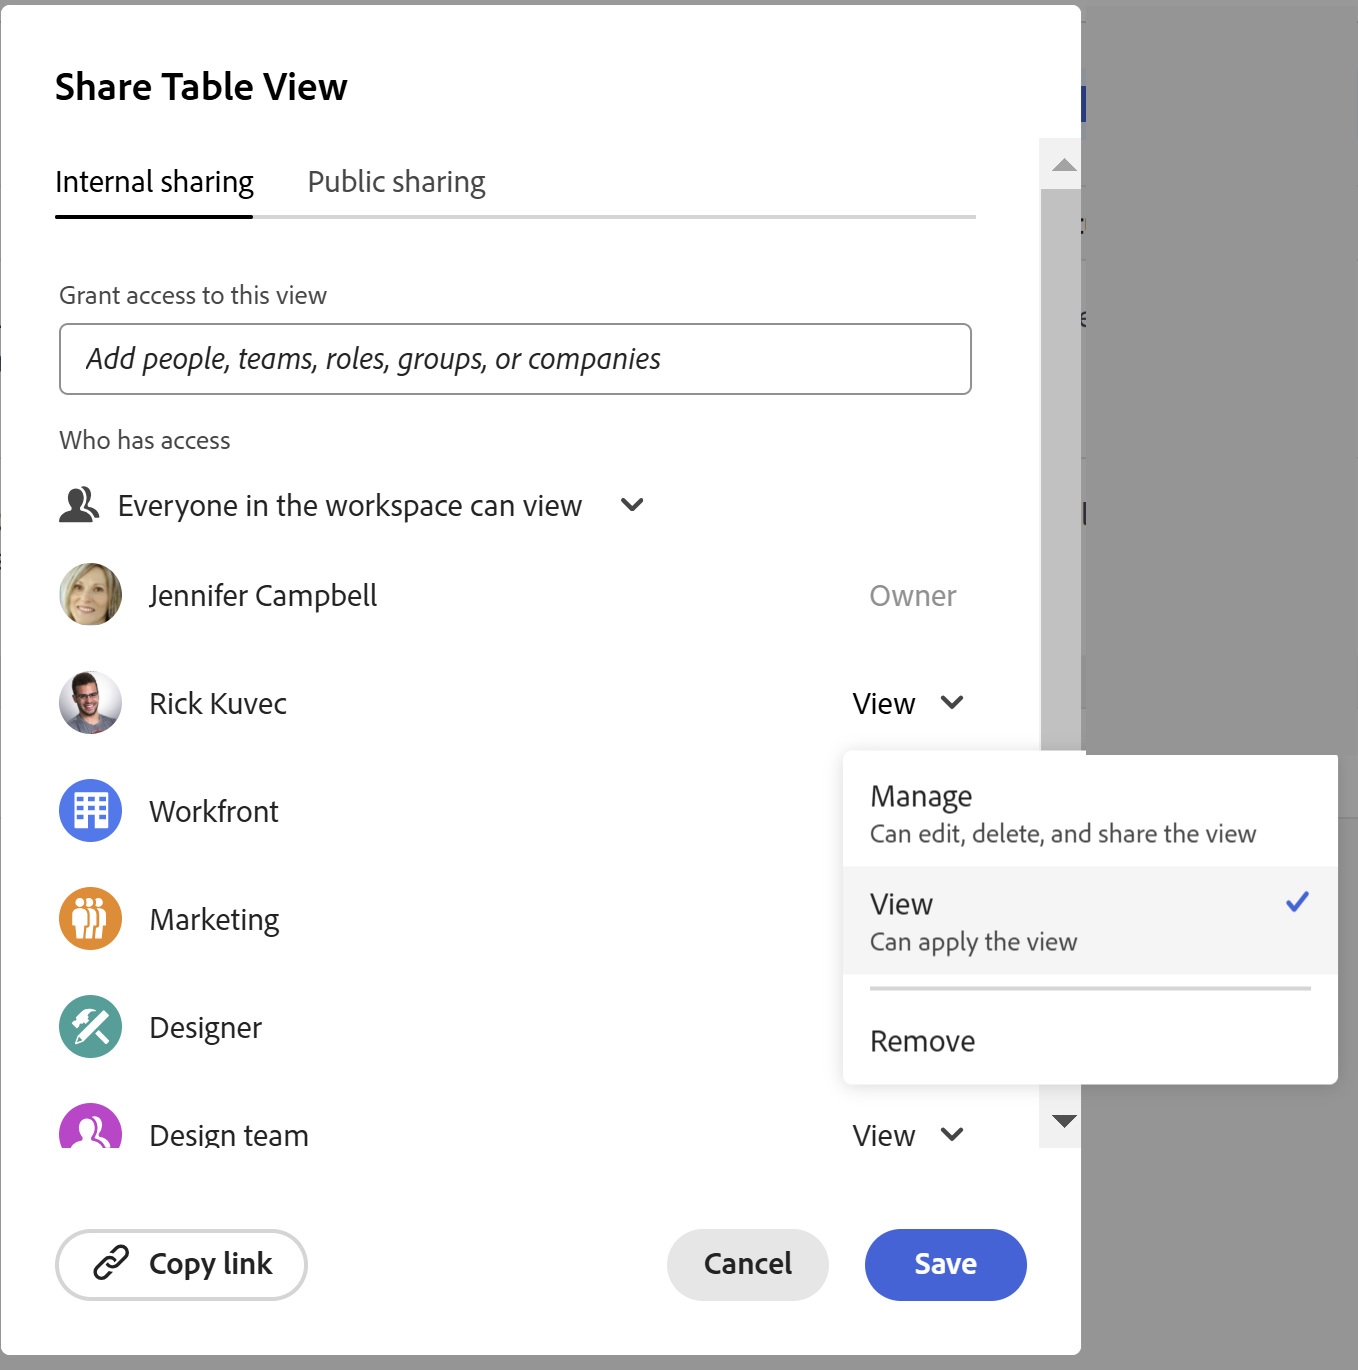 Share Table View
Internal sharing
Public sharing
Grant access to this view
Add people, teams, roles, groups, or companies
Who has access
Everyone in the workspace can view
Jennifer Campbell
Owner
Rick Kuvec
View
Workfront
Marketing
Designer
Design team
View
Manage
Can edit, delete, and share the view
View
Can apply the view
Remove
Copy link
Cancel
Save